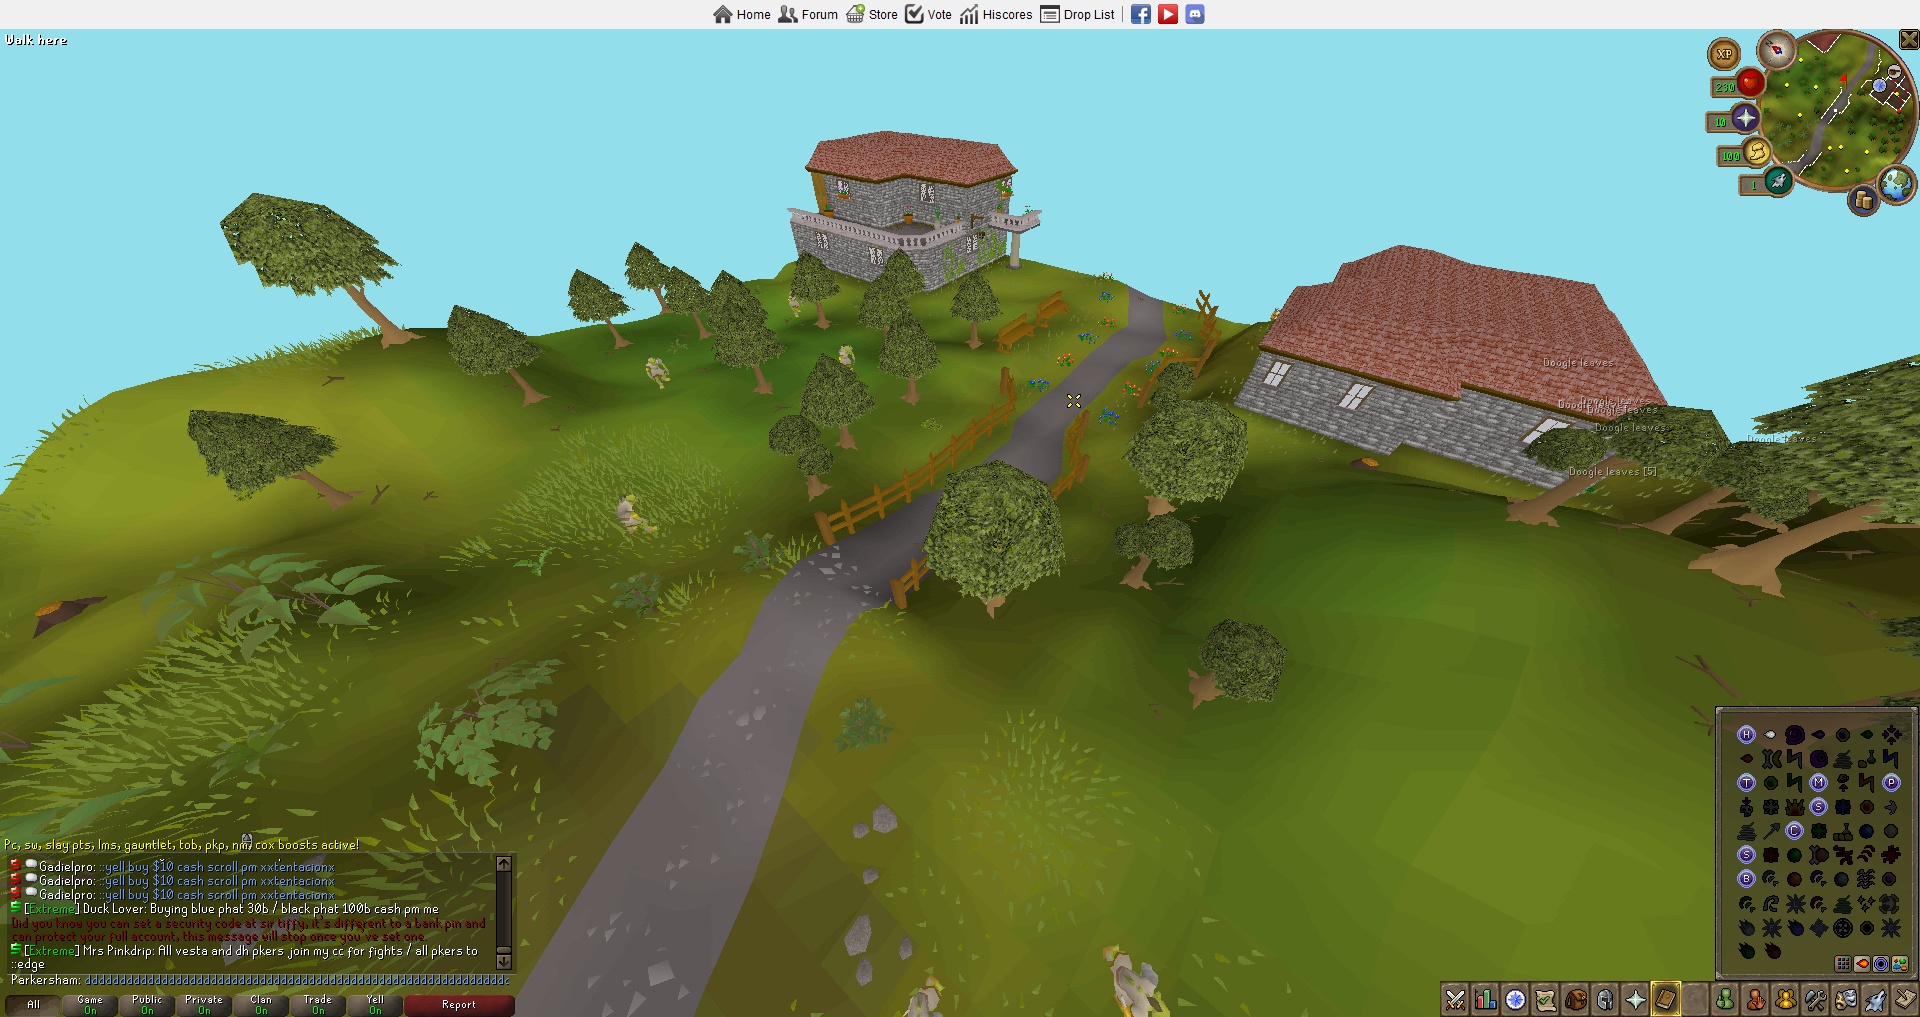 Home Forum Store Vote Hiscores Drop List
Walk here
XP
230
10
100
1
Doogle leaves
Doogle leaves
Doogle leaves
Doogle leaves
Doogle leaves
Doogle leaves [5]
Pc, sw, slay pts, lms, gauntlet, tob, pkp, nm, cox boosts active!
Gadielpro: ::yell buy $10 cash scroll pm xxtentacionx
Gadielpro: ::yell buy $10 cash scroll pm xxtentacionx
Gadielpro: ::yell buy $10 cash scroll pm xxtentacionx
[Extreme] Duck Lover: Buying blue phat 30b / black phat 100b cash pm me
Did you know you can set a security code at sir tiffy, it's different to a bank pin and
can protect your full account, this message will stop once you've set one.
[Extreme] Mrs Pinkdrip: All vesta and dh pkers join my cc for fights / all pkers to
::edge
Parkersham:
All Game Public Private Clan Trade Yell Report
On On On On On On
H
T M P
S
C
S
B